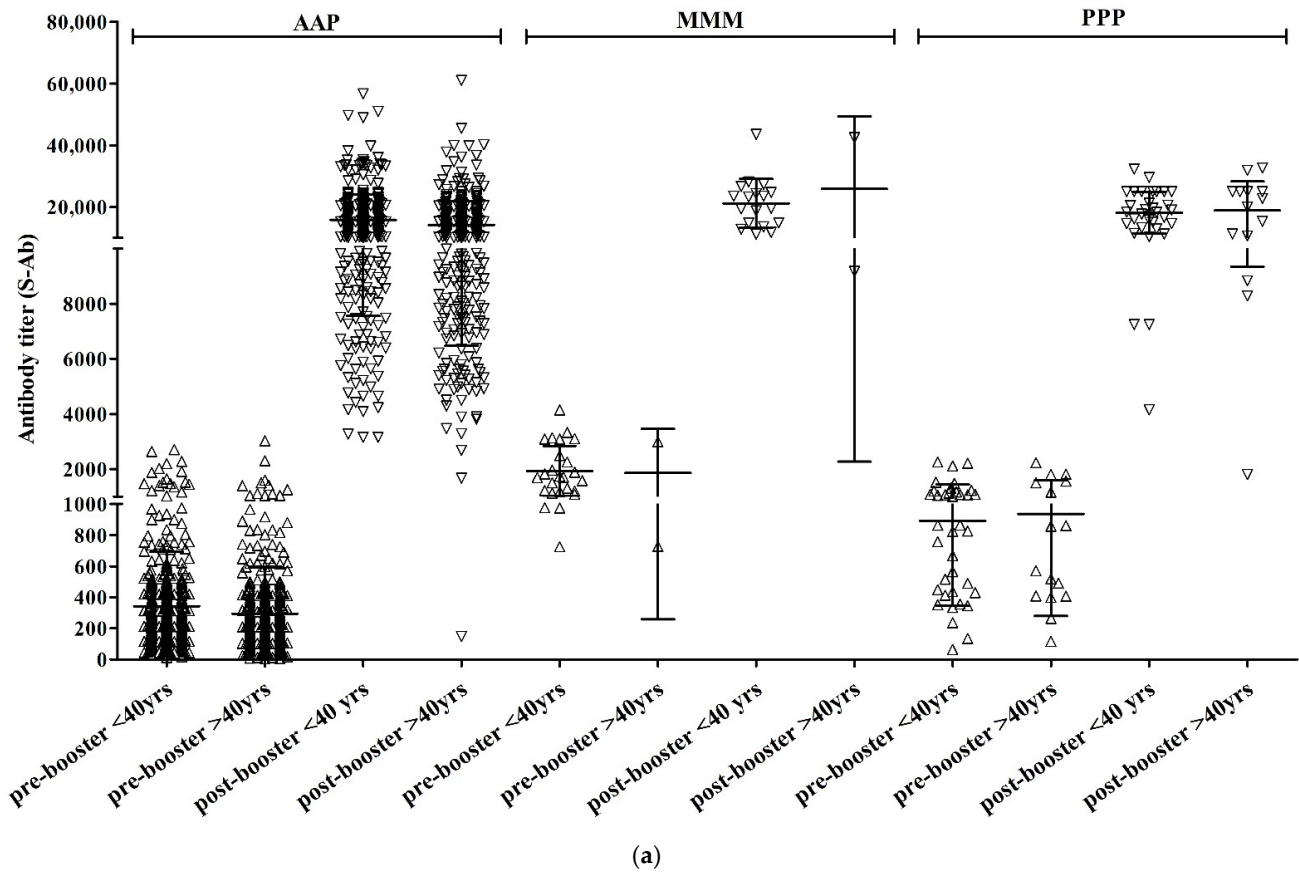 AAP MMM PPP
80,000
60,000
40,000
20,000
8000
6000
4000
2000
1000
800
600
400
200
0
Antibody titer (S-Ab)
pre-booster <40yrs
pre-booster >40yrs
post-booster <40 yrs
post-booster >40yrs
pre-booster <40yrs
pre-booster >40yrs
post-booster <40 yrs
post-booster >40yrs
pre-booster <40yrs
pre-booster >40yrs
post-booster <40 yrs
post-booster >40yrs
(a)